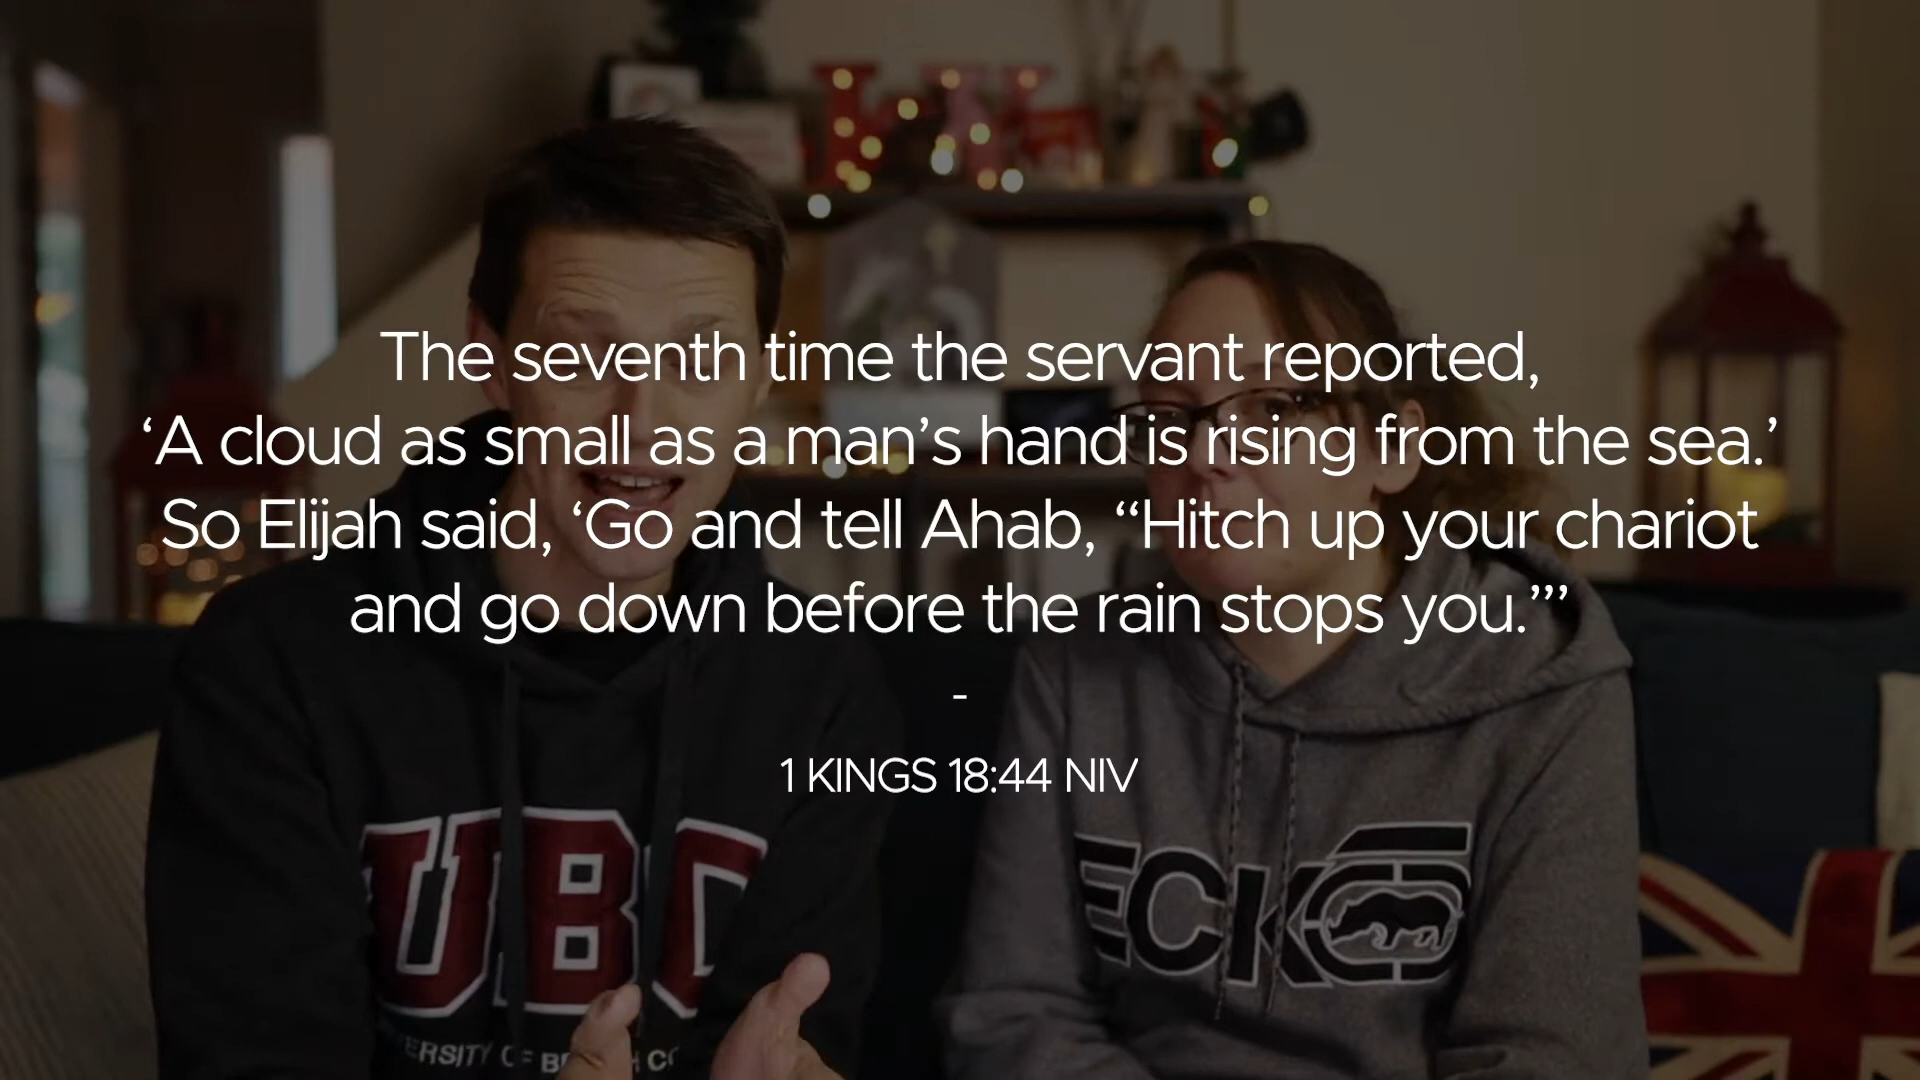 The seventh time the servant reported,
‘A cloud as small as a man’s hand is rising from the sea.’
So Elijah said, ‘Go and tell Ahab, “Hitch up your chariot
and go down before the rain stops you.”’
-
1 KINGS 18:44 NIV
UBC
ECKO